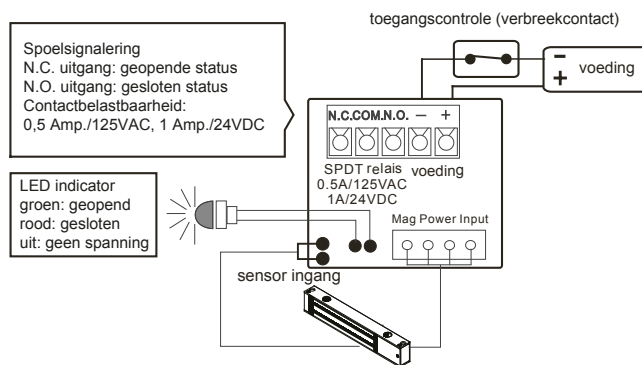 toegangscontrole (verbreekcontact)
Spoelsignalering
N.C. uitgang: geopende status
N.O. uitgang: gesloten status
Contactbelastbaarheid:
0,5 Amp./125VAC, 1 Amp./24VDC
–
+
voeding
N.C.COM.N.O. – +
SPDT relais
0.5A/125VAC
1A/24VDC
voeding
LED indicator
groen: geopend
rood: gesloten
uit: geen spanning
Mag Power Input
sensor ingang